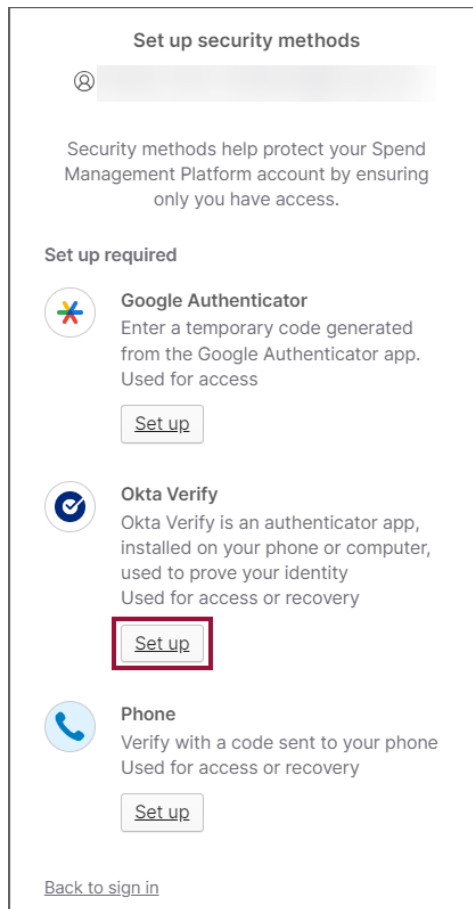 Set up security methods
Security methods help protect your Spend
Management Platform account by ensuring
only you have access.
Set up required
Google Authenticator
Enter a temporary code generated
from the Google Authenticator app.
Used for access
Set up
Okta Verify
Okta Verify is an authenticator app,
installed on your phone or computer,
used to prove your identity
Used for access or recovery
Set up
Phone
Verify with a code sent to your phone
Used for access or recovery
Set up
Back to sign in